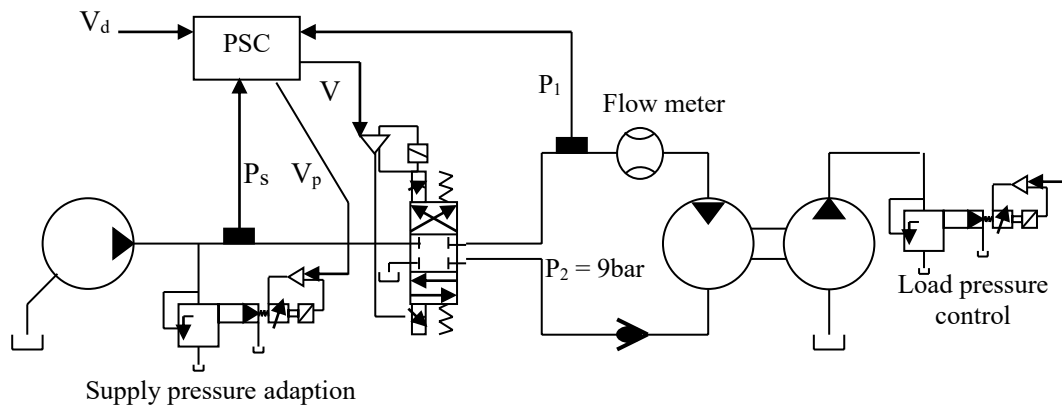 V_d
PSC
V
P_1
Flow meter
P_s
V_p
P_2 = 9bar
Load pressure
control
Supply pressure adaption